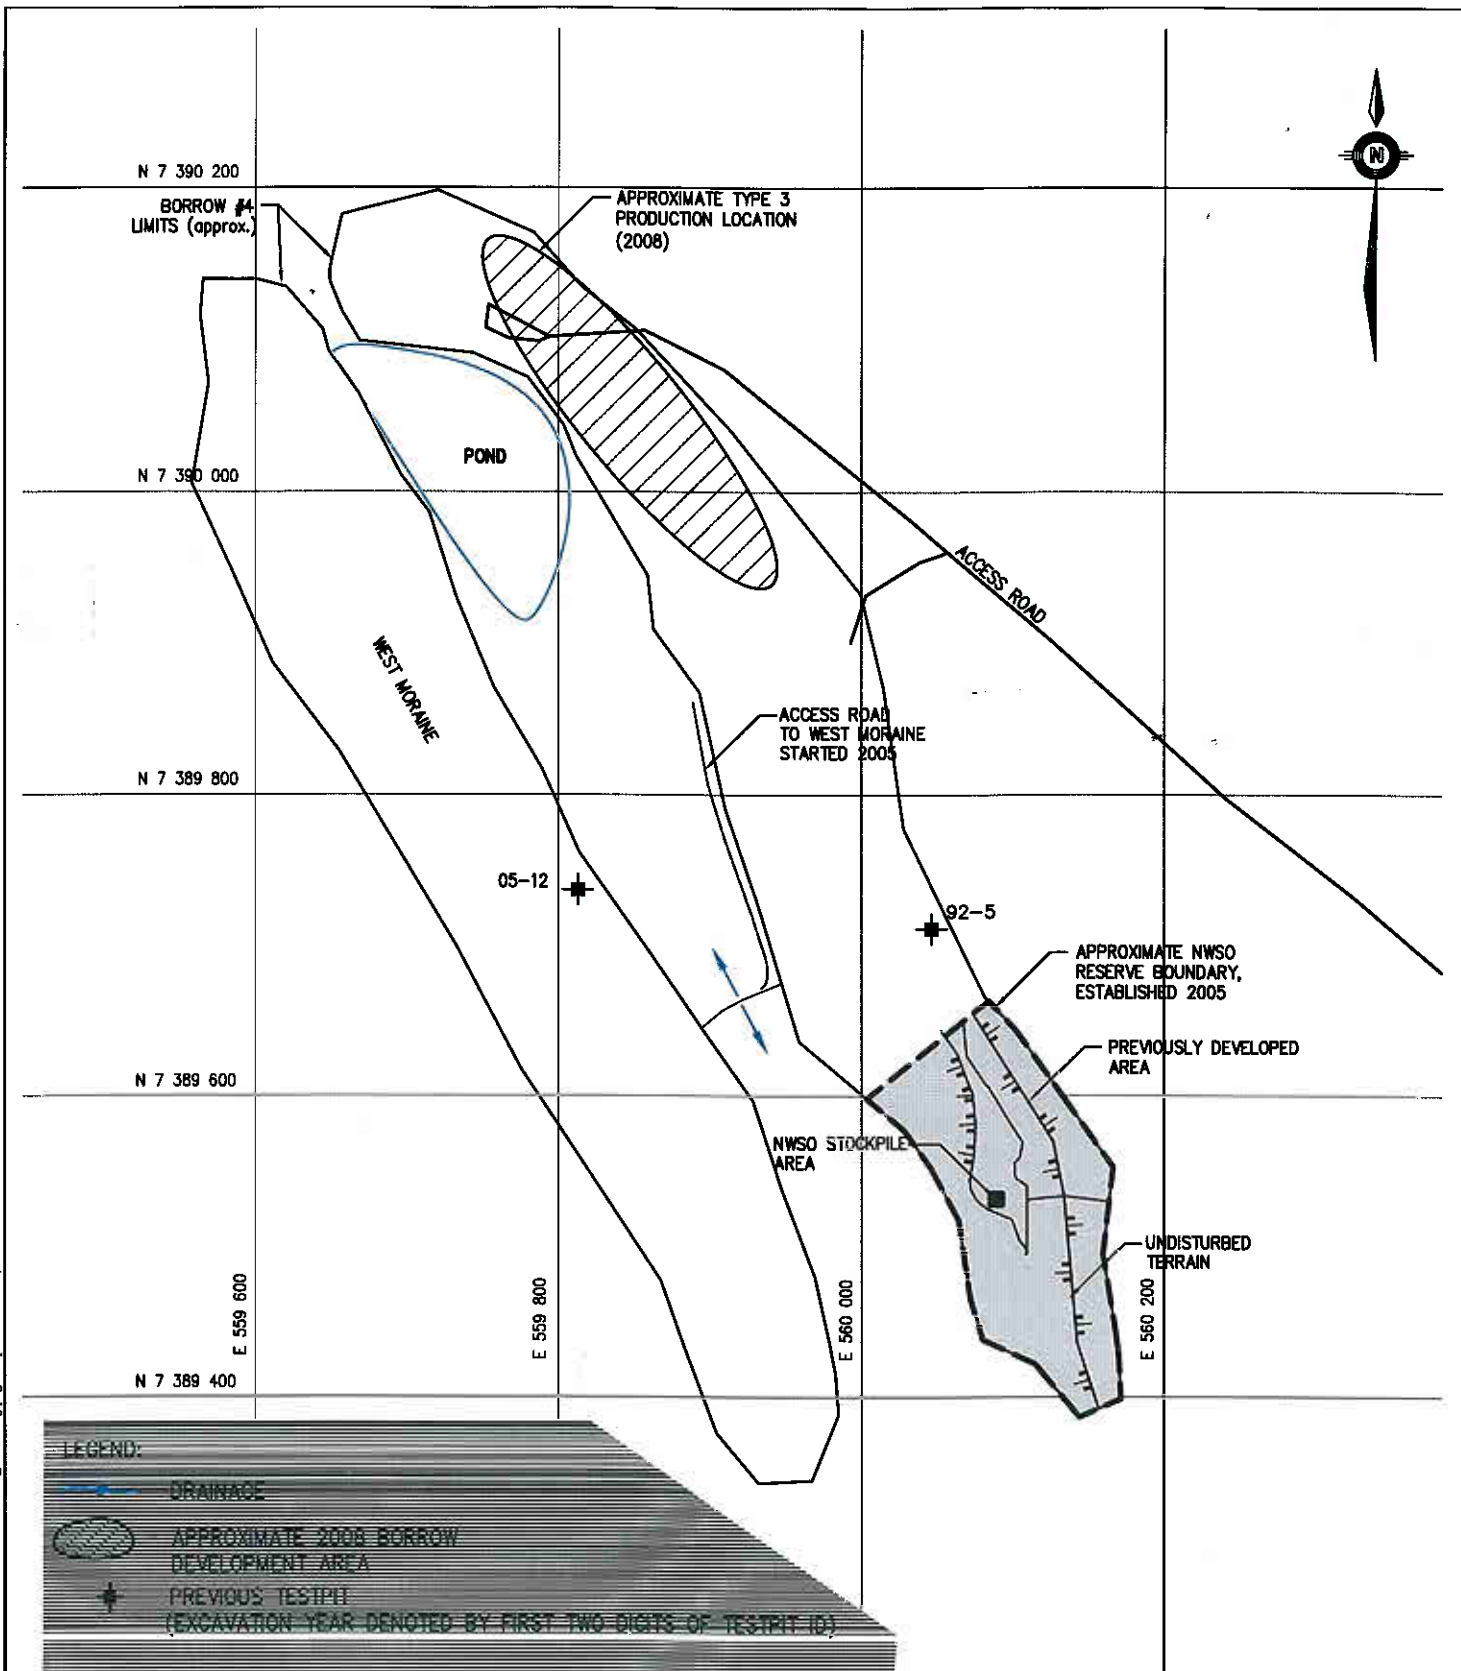 N
N 7 390 200
BORROW #4
LIMITS (approx.)
APPROXIMATE TYPE 3
PRODUCTION LOCATION
(2008)
POND
N 7 390 000
ACCESS ROAD
WEST MORAINE
ACCESS ROAD
TO WEST MORAINE
STARTED 2005
N 7 389 800
05-12
92-5
APPROXIMATE NWSO
RESERVE BOUNDARY,
ESTABLISHED 2005
PREVIOUSLY DEVELOPED
AREA
N 7 389 600
NWSO STOCKPILE
AREA
UNDISTURBED
TERRAIN
E 559 600
E 559 800
E 560 000
E 560 200
N 7 389 400
LEGEND:
DRAINAGE
APPROXIMATE 2008 BORROW
DEVELOPMENT AREA
PREVIOUS TESTPIT
(EXCAVATION YEAR DENOTED BY FIRST TWO DIGITS OF TESTPIT ID)